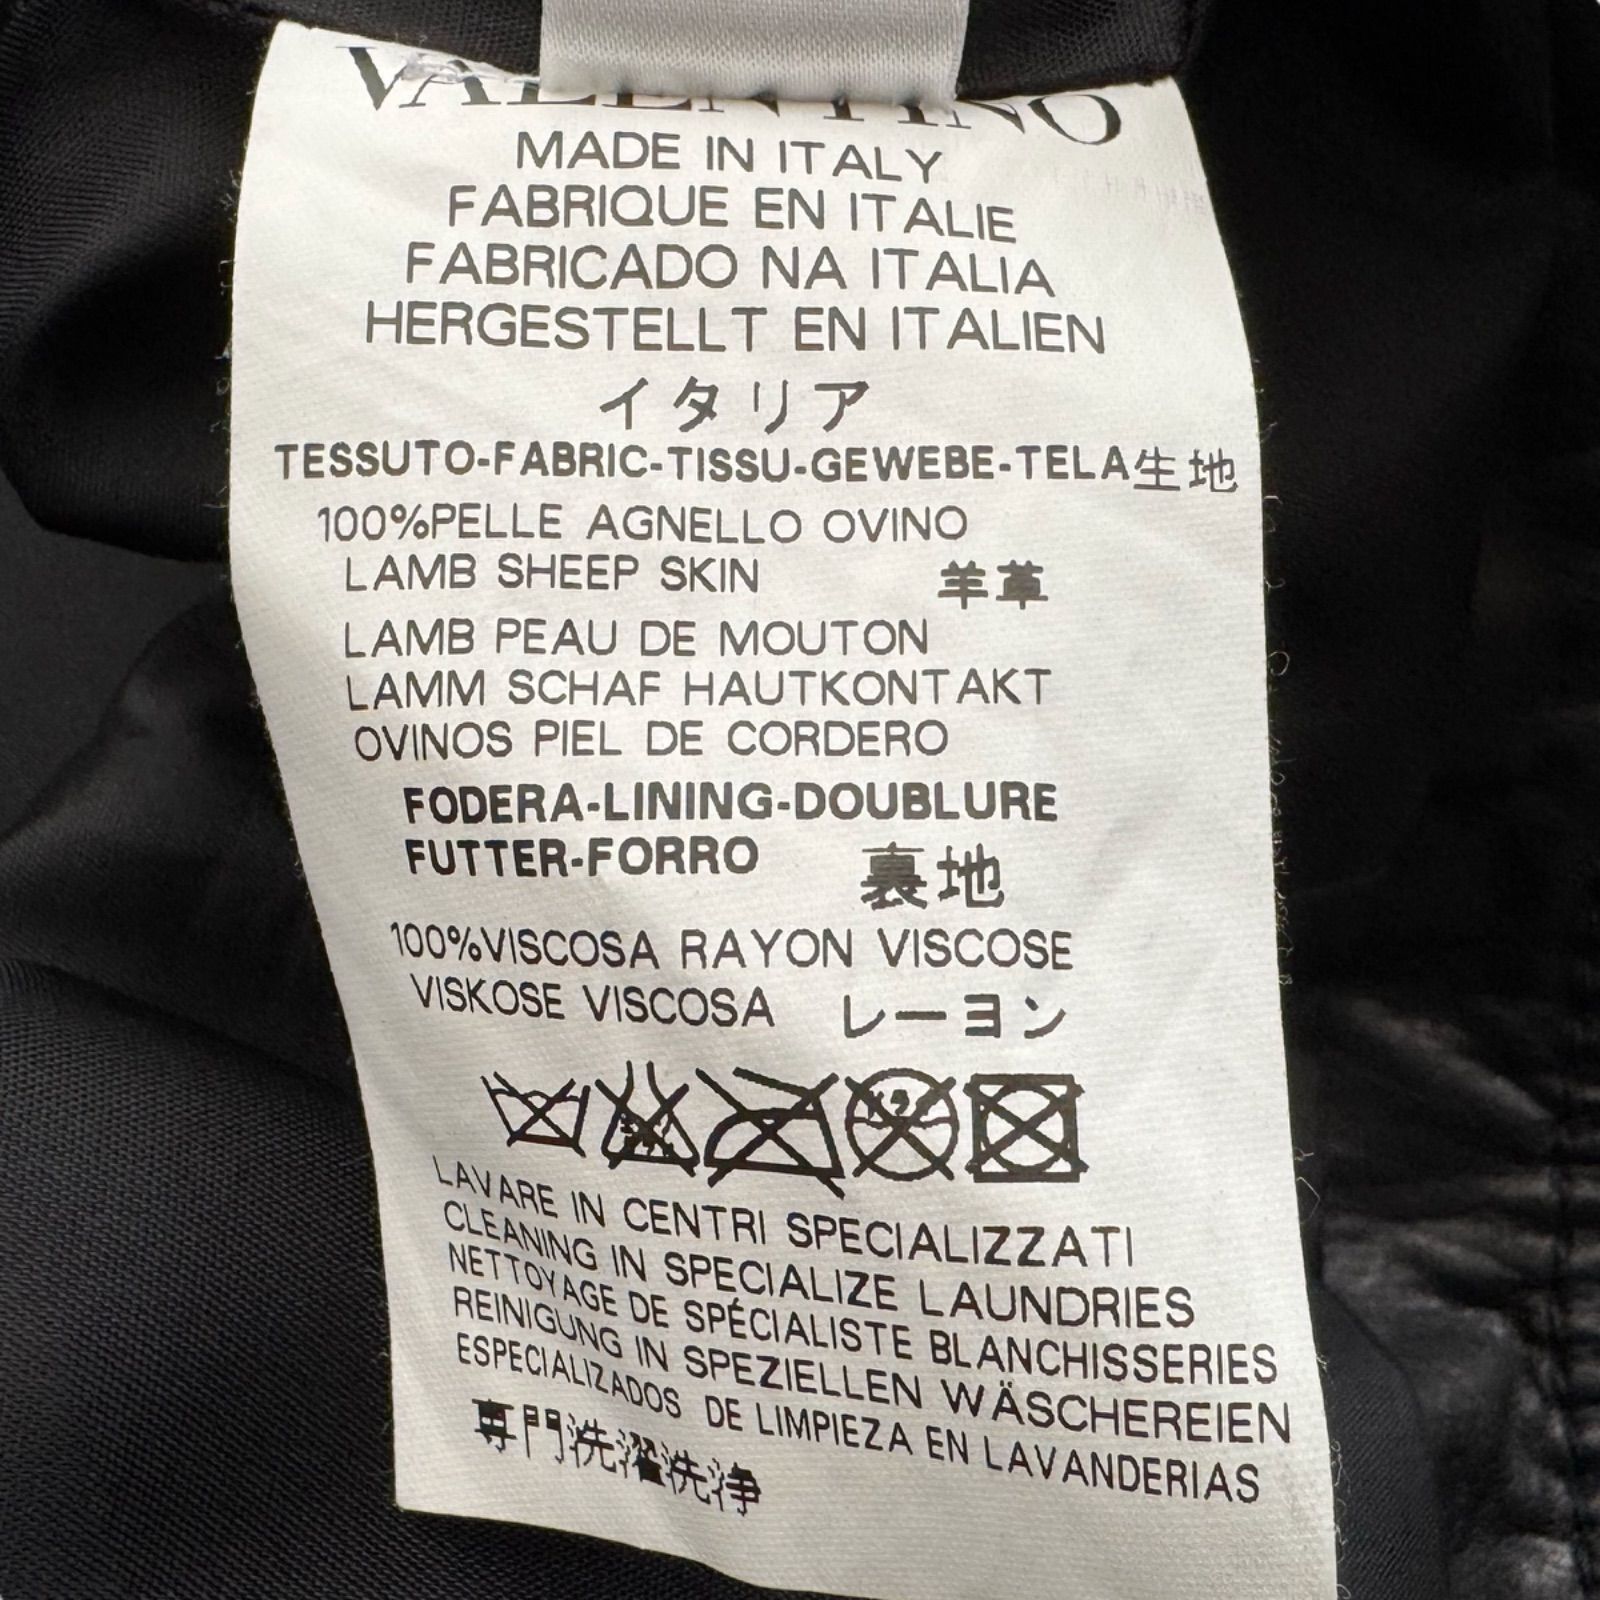 VALENTINO
MADE IN ITALY
FABRIQUE EN ITALIE
FABRICADO NA ITALIA
HERGESTELLT EN ITALIEN
イタリア
TESSUTO-FABRIC-TISSU-GEWEBE-TELA生地
100%PELLE AGNELLO OVINO
LAMB SHEEP SKIN 羊革
LAMB PEAU DE MOUTON
LAMM SCHAF HAUTKONTAKT
OVINOS PIEL DE CORDERO
FODERA-LINING-DOUBLURE
FUTTER-FORRO 裏地
100%VISCOSA RAYON VISCOSE
VISKOSE VISCOSA レーヨン
LAVARE IN CENTRI SPECIALIZZATI
CLEANING IN SPECIALIZE LAUNDRIES
NETTOYAGE DE SPÉCIALISTE BLANCHISSERIES
REINIGUNG IN SPEZIELLEN WÄSCHEREIEN
ESPECIALIZADOS DE LIMPIEZA EN LAVANDERIAS
専門洗濯洗浄